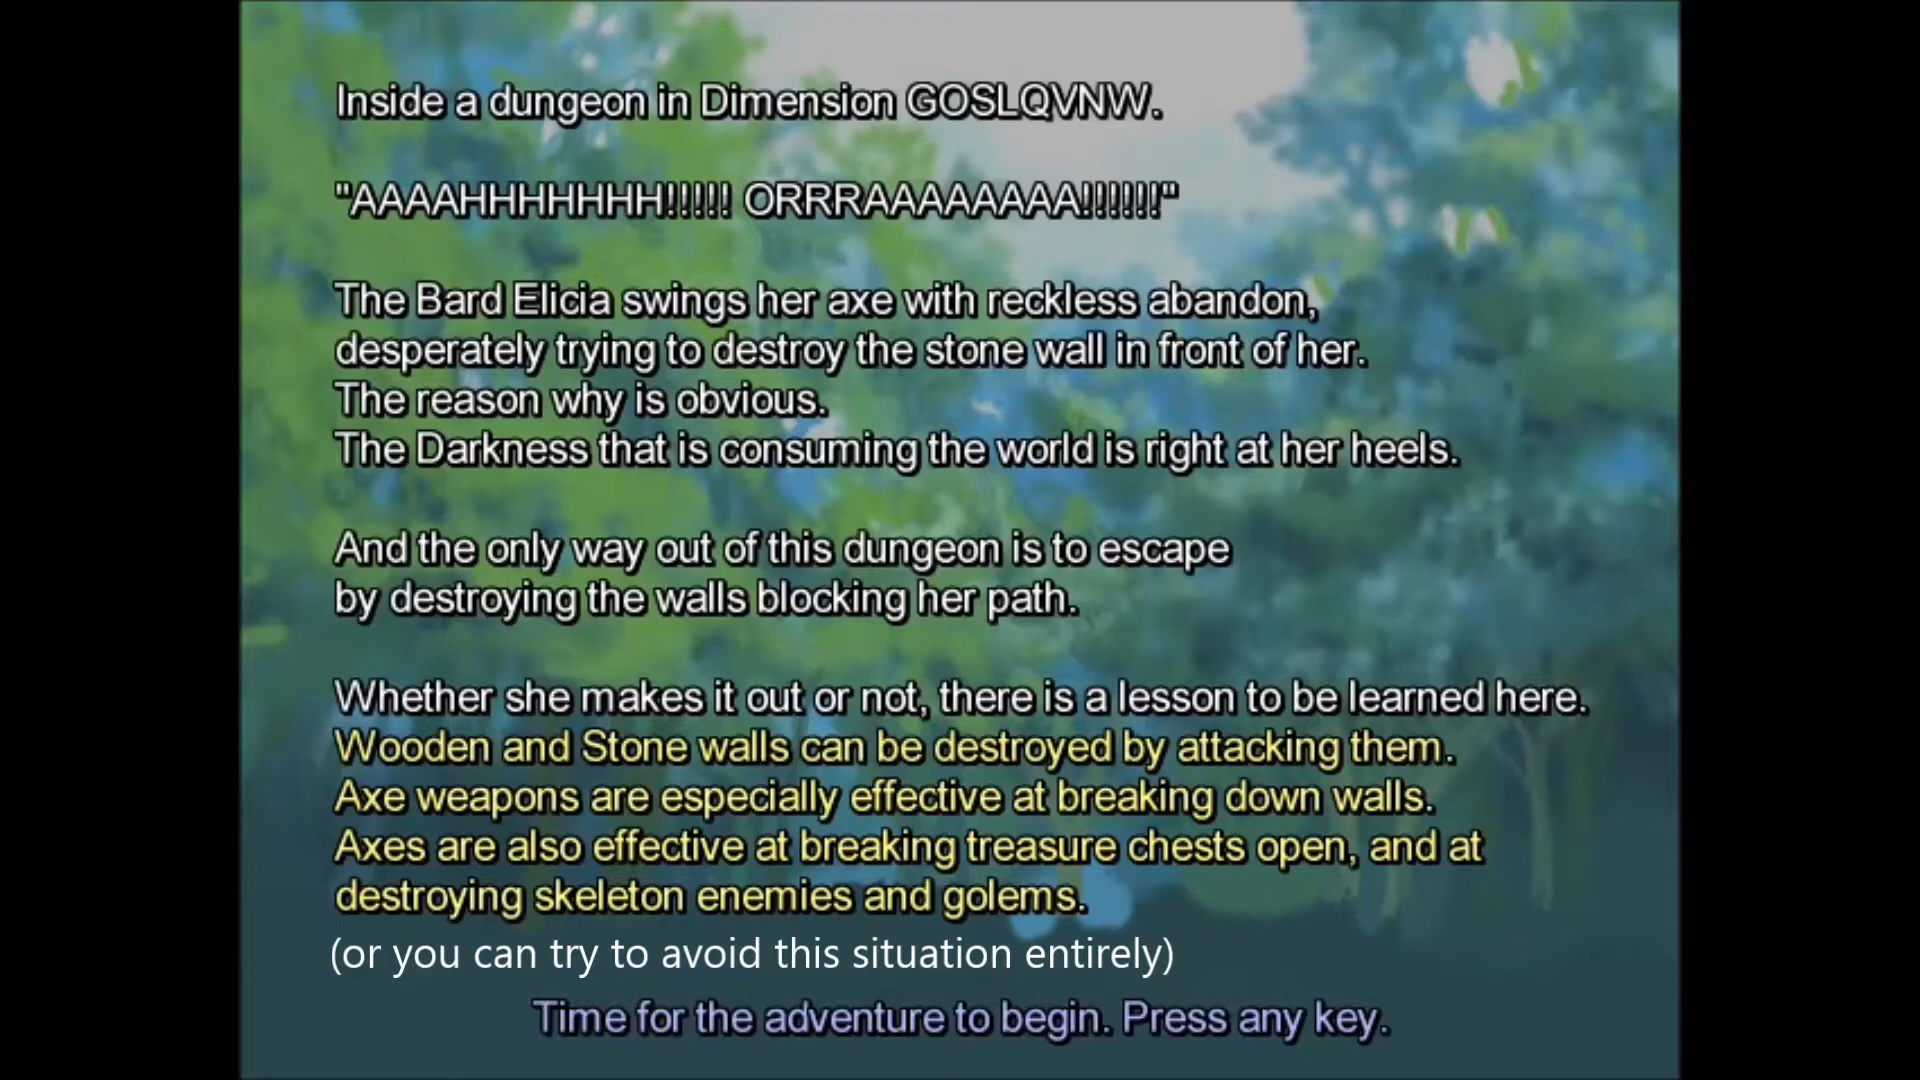 Inside a dungeon in Dimension GOSLQVNW.
"AAAAHHHHHHH!!!!! ORRRAAAAAAAA!!!!!!"
The Bard Elicia swings her axe with reckless abandon,
desperately trying to destroy the stone wall in front of her.
The reason why is obvious.
The Darkness that is consuming the world is right at her heels.
And the only way out of this dungeon is to escape
by destroying the walls blocking her path.
Whether she makes it out or not, there is a lesson to be learned here.
Wooden and Stone walls can be destroyed by attacking them.
Axe weapons are especially effective at breaking down walls.
Axes are also effective at breaking treasure chests open, and at
destroying skeleton enemies and golems.
(or you can try to avoid this situation entirely)
Time for the adventure to begin. Press any key.